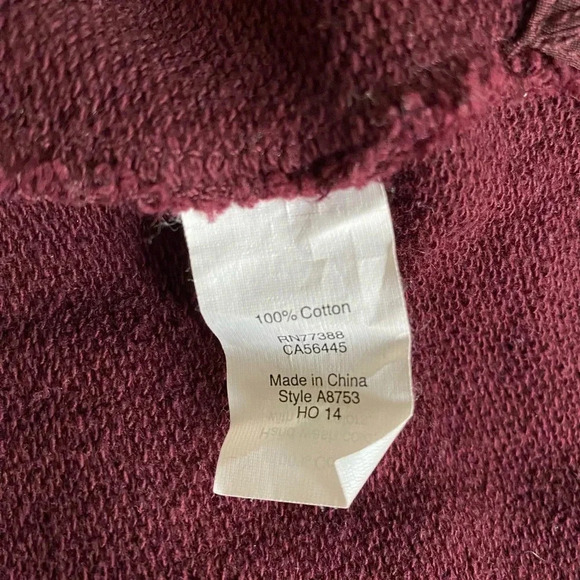 100% Cotton
RN77388
CA56445
Made in China
Style A8753
HO 14